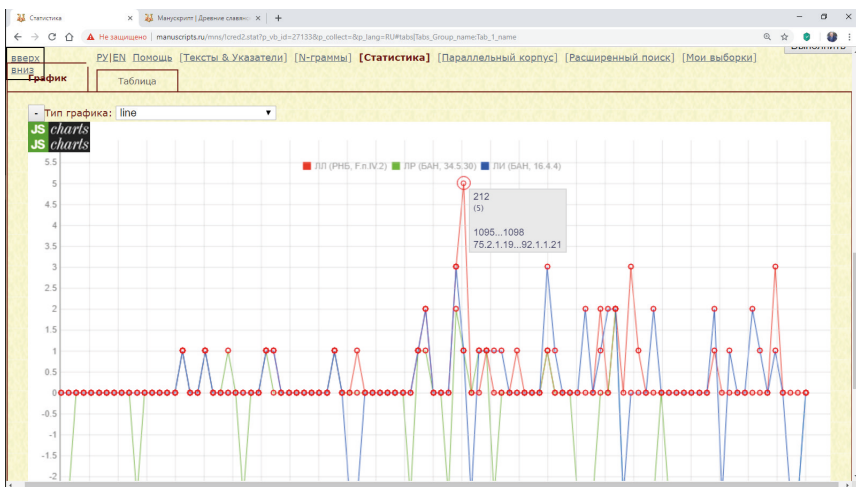 Статистика
Манускрипт | Древние славянс
Не защищено | manuscripts.ru/mns/!cred2.stat?p_vb_id=27133&p_collect=&p_lang=RU#tabs|Tabs_Group_name:Tab_1_name
вверх
вниз
РУ|EN Помощь [Тексты & Указатели] [N-граммы] [Статистика] [Параллельный корпус] [Расширенный поиск] [Мои выборки]
График
Таблица
- Тип графика: line
JS charts
JS charts
ЛЛ (РНБ, F.п.IV.2) ЛР (БАН, 34.5.30) ЛИ (БАН, 16.4.4)
5.5
5
4.5
4
3.5
3
2.5
2
1.5
1
0.5
0
-0.5
-1
-1.5
-2
212
(5)
1095...1098
75.2.1.19...92.1.1.21